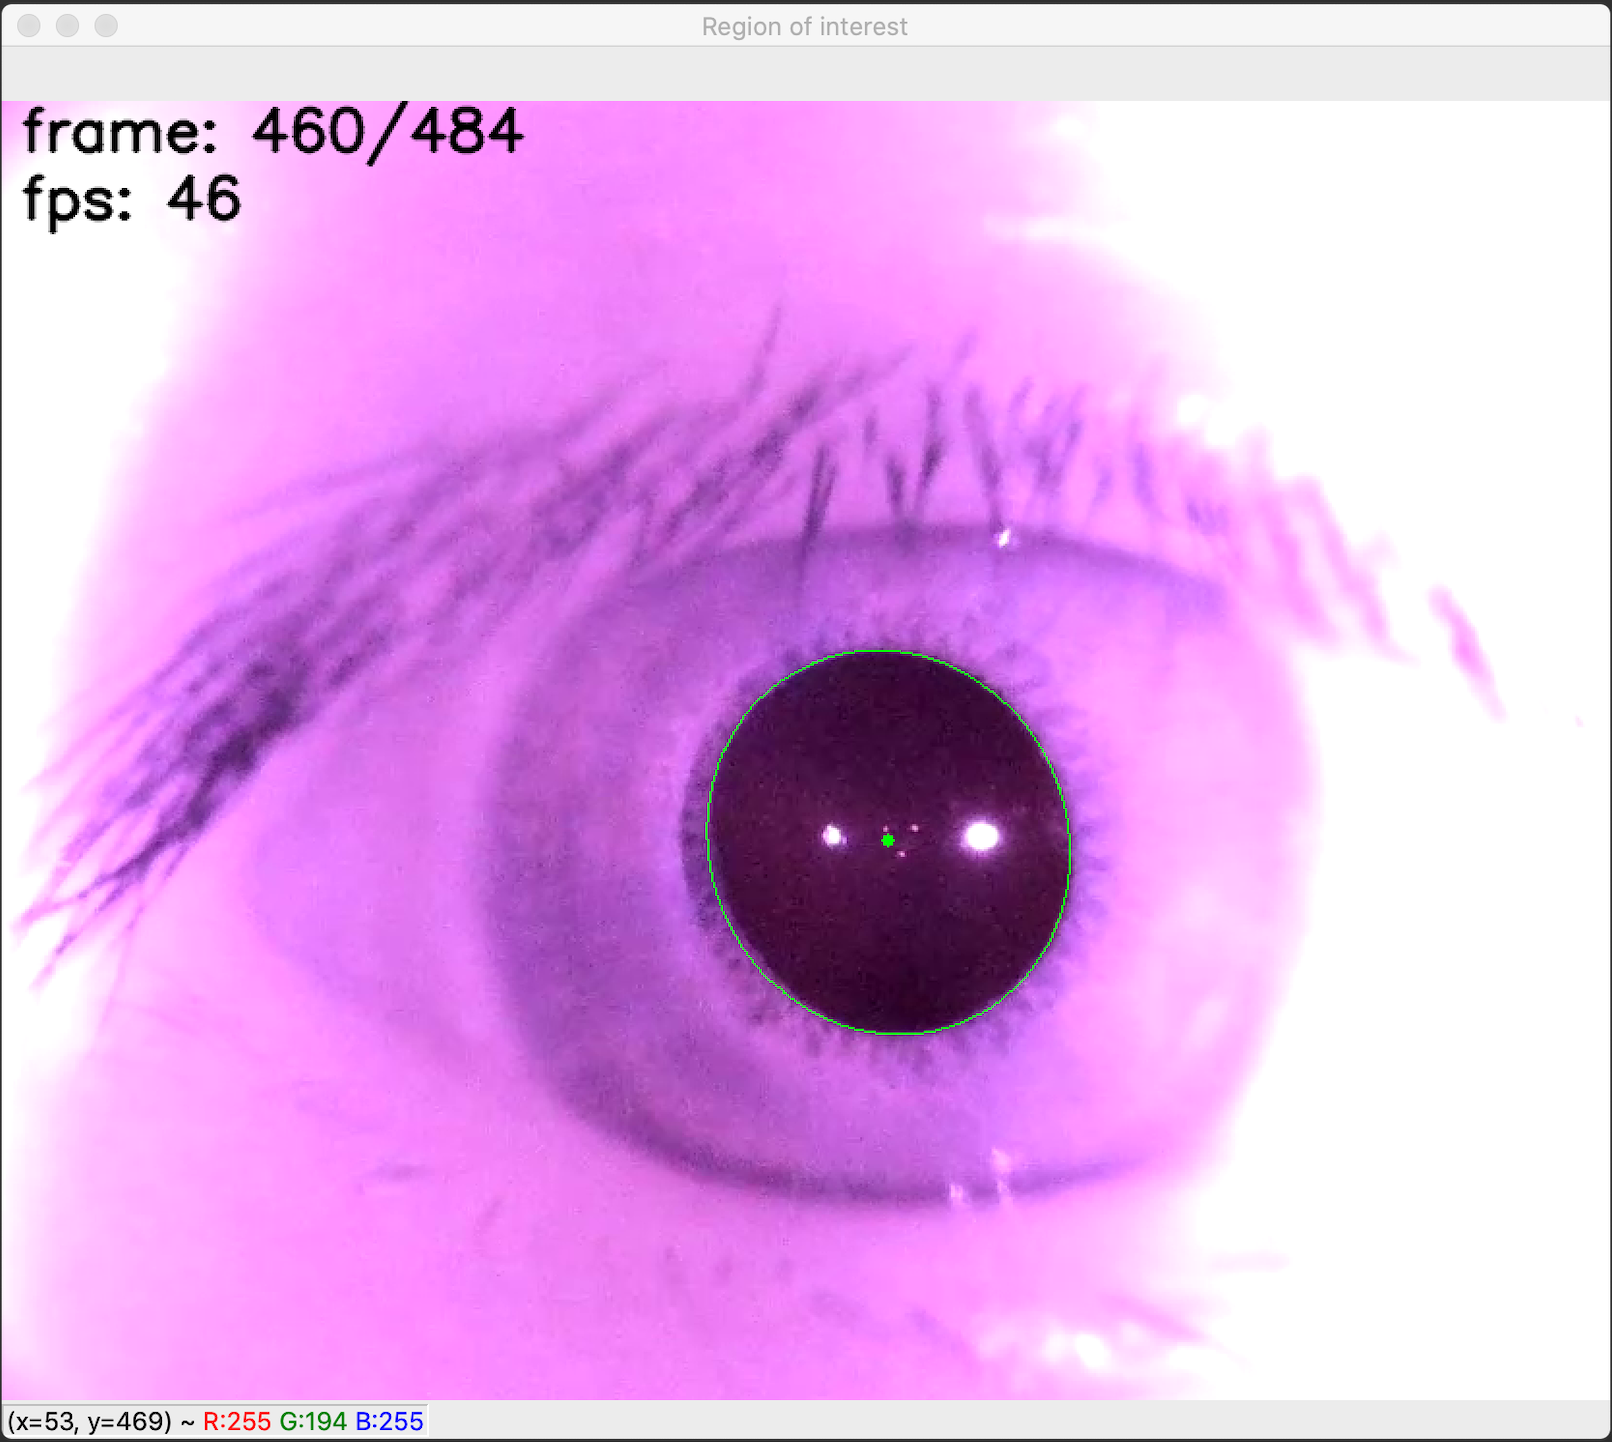 Region of interest
frame: 460/484
fps: 46
(x=53, y=469) ~ R:255 G:194 B:255